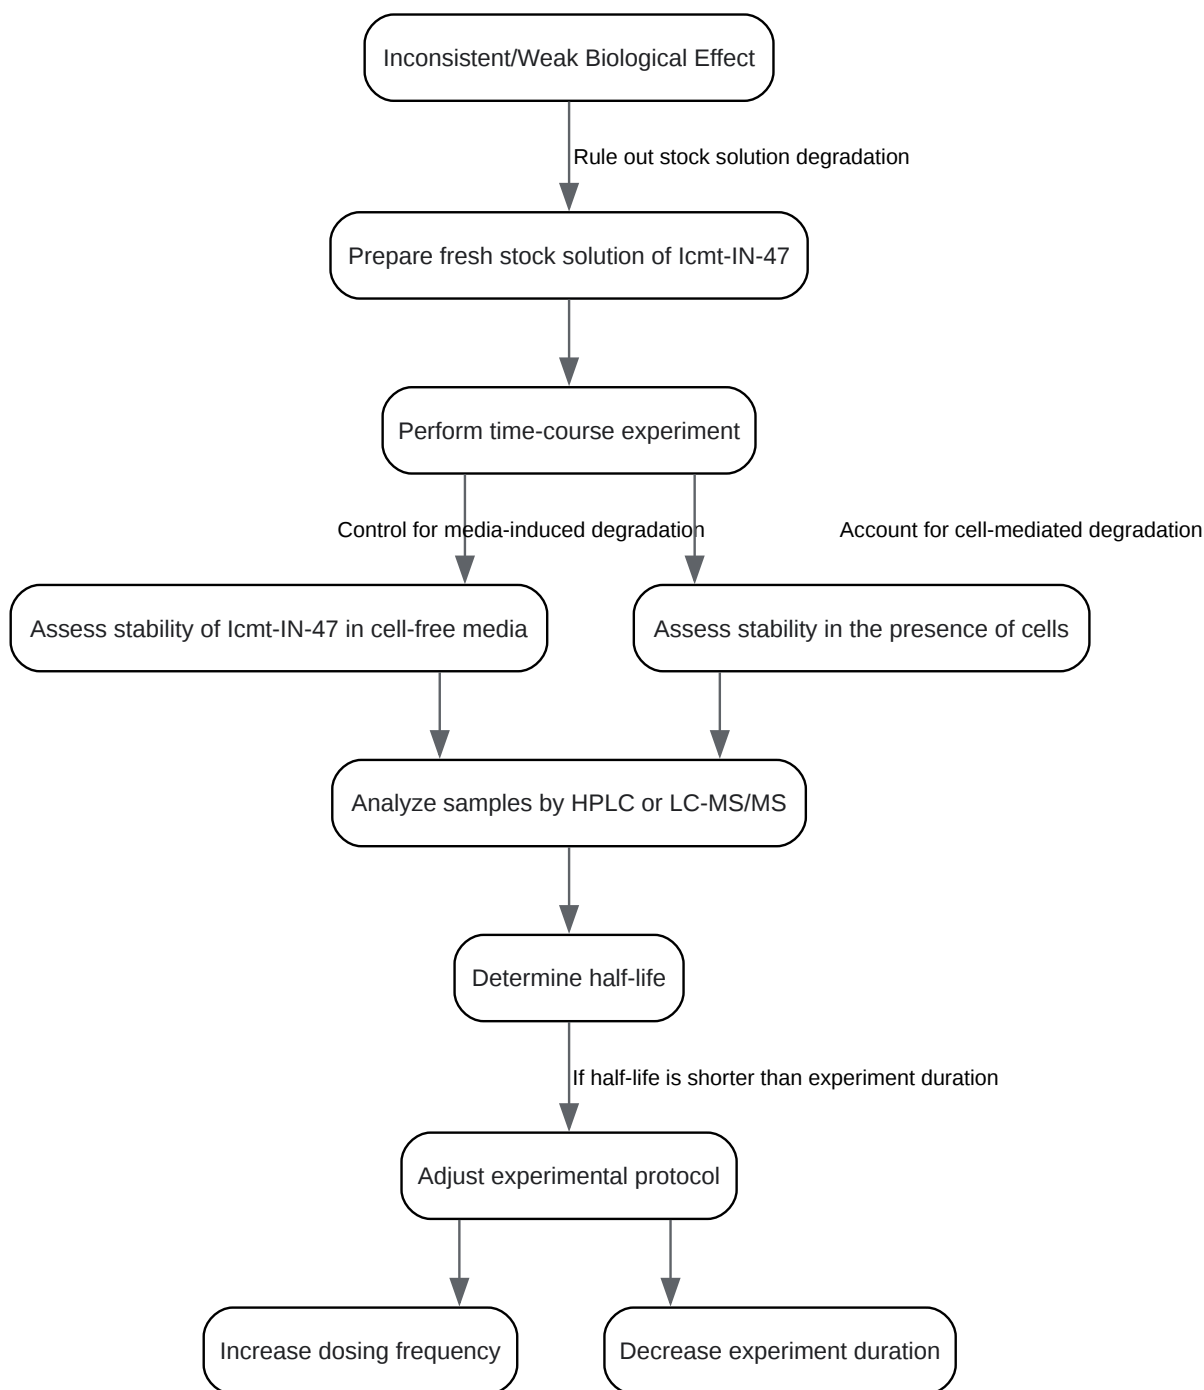 Inconsistent/Weak Biological Effect
Rule out stock solution degradation
Prepare fresh stock solution of Icmt-IN-47
Perform time-course experiment
Control for media-induced degradation
Account for cell-mediated degradation
Assess stability of Icmt-IN-47 in cell-free media
Assess stability in the presence of cells
Analyze samples by HPLC or LC-MS/MS
Determine half-life
If half-life is shorter than experiment duration
Adjust experimental protocol
Increase dosing frequency
Decrease experiment duration